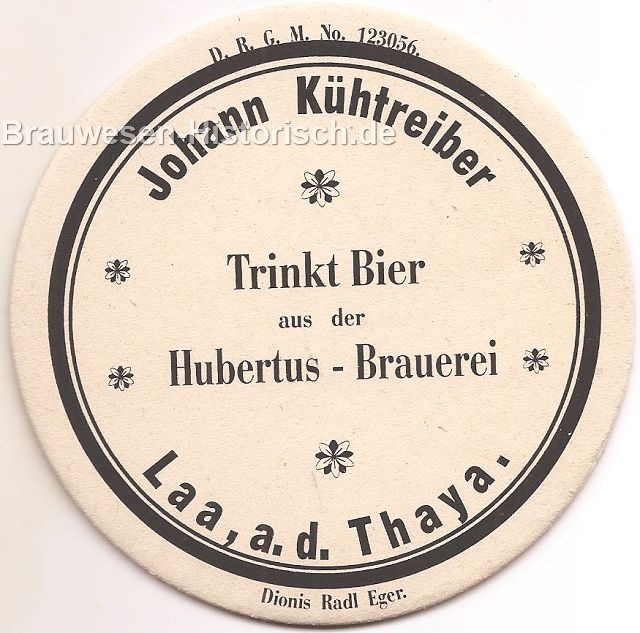 D. R. G. M. No. 123056.
Johann Kühtreiber
Brauwesen-Historisch.de
Trinkt Bier
aus der
Hubertus - Brauerei
Laa, a. d. Thaya.
Dionis Radl Eger.